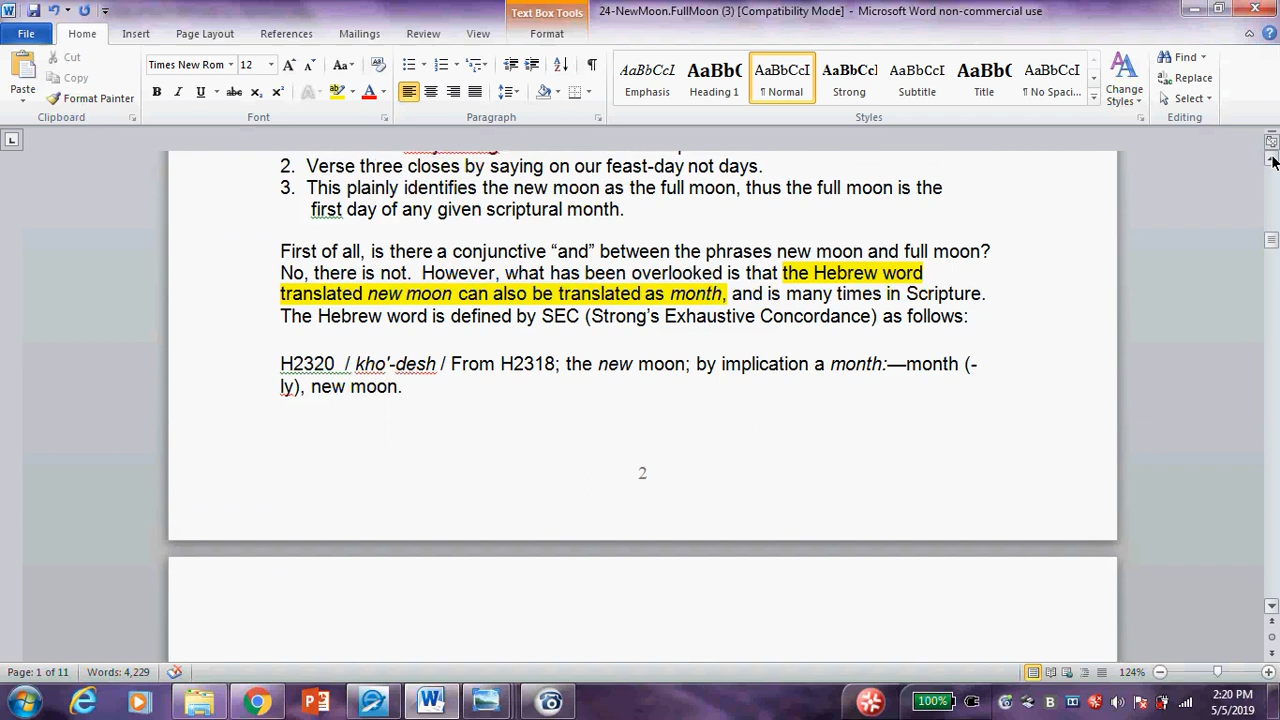 24-NewMoon.FullMoon (3) [Compatibility Mode] – Microsoft Word non-commercial use
Text Box Tools
File Home Insert Page Layout References Mailings Review View Format
Paste
Cut
Copy
Format Painter
Clipboard
Times New Rom 12
Font
Paragraph
AaBbCcI AaBb( AaBbCcI AaBbCcl AaBbCcI AaBb( AaBbCcI
Emphasis Heading 1 ¶ Normal Strong Subtitle Title ¶ No Spaci...
Change
Styles
Styles
Find
Replace
Select
Editing
2. Verse three closes by saying on our feast-day not days.
3. This plainly identifies the new moon as the full moon, thus the full moon is the
first day of any given scriptural month.
First of all, is there a conjunctive “and” between the phrases new moon and full moon?
No, there is not. However, what has been overlooked is that the Hebrew word
translated new moon can also be translated as month, and is many times in Scripture.
The Hebrew word is defined by SEC (Strong’s Exhaustive Concordance) as follows:
H2320 / kho'-desh / From H2318; the new moon; by implication a month:—month (-
ly), new moon.
2
Page: 1 of 11 Words: 4,229 124%
100% 2:20 PM
5/5/2019